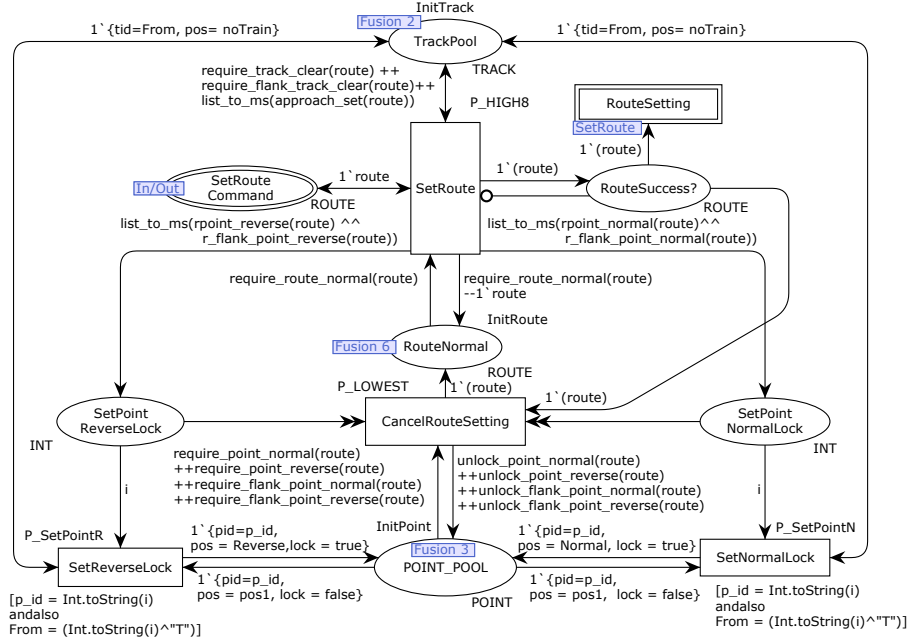 InitTrack
Fusion 2
TrackPool
TRACK
1`{tid=From, pos= noTrain}
1`{tid=From, pos= noTrain}
require_track_clear(route) ++
require_flank_track_clear(route)++
list_to_ms(approach_set(route))
P_HIGH8
RouteSetting
SetRoute
1`(route)
In/Out
SetRoute
Command
ROUTE
1`route
SetRoute
1`(route)
RouteSuccess?
ROUTE
list_to_ms(rpoint_reverse(route) ^^
r_flank_point_reverse(route))
list_to_ms(rpoint_normal(route)^^
r_flank_point_normal(route))
require_route_normal(route)
require_route_normal(route)
--1`route
InitRoute
Fusion 6
RouteNormal
ROUTE
P_LOWEST
1`(route)
1`(route)
SetPoint
ReverseLock
INT
CancelRouteSetting
SetPoint
NormalLock
INT
require_point_normal(route)
++require_point_reverse(route)
++require_flank_point_normal(route)
++require_flank_point_reverse(route)
unlock_point_normal(route)
++unlock_point_reverse(route)
++unlock_flank_point_normal(route)
++unlock_flank_point_reverse(route)
i
i
P_SetPointR
1`{pid=p_id,
pos = Reverse,lock = true}
InitPoint
Fusion 3
POINT_POOL
POINT
1`{pid=p_id,
pos = Normal, lock = true}
P_SetPointN
SetReverseLock
1`{pid=p_id,
pos = pos1, lock = false}
1`{pid=p_id,
pos = pos1, lock = false}
SetNormalLock
[p_id = Int.toString(i)
andalso
From = (Int.toString(i)^"T")]
[p_id = Int.toString(i)
andalso
From = (Int.toString(i)^"T")]